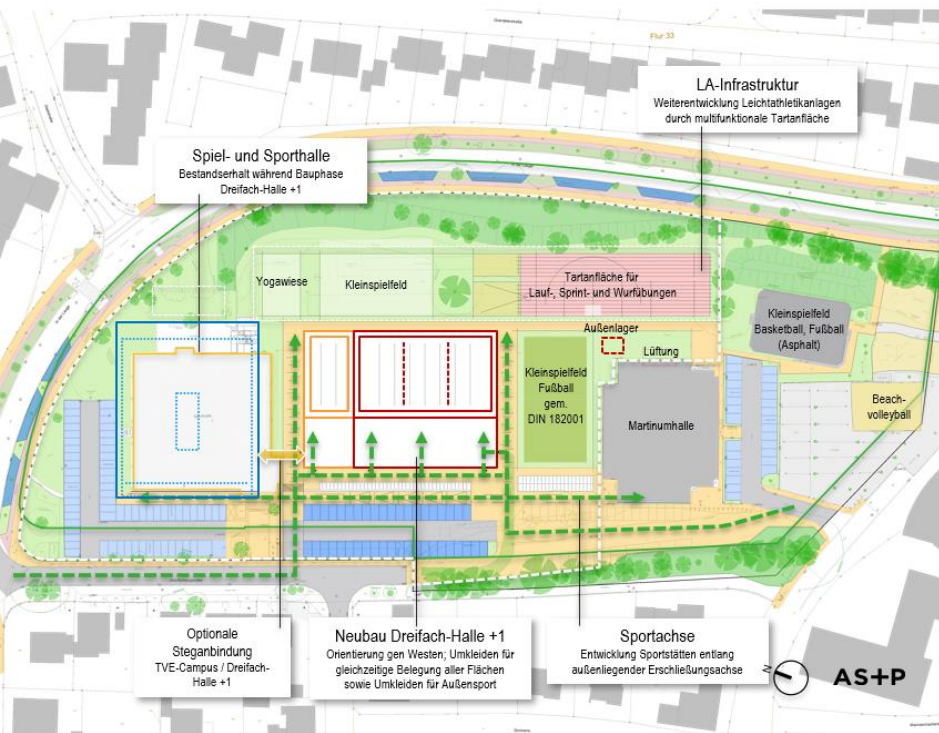 Flur 33
LA-Infrastruktur
Weiterentwicklung Leichtathletikanlagen
durch multifunktionale Tartanfläche
Spiel- und Sporthalle
Bestandserhalt während Bauphase
Dreifach-Halle +1
Yogawiese
Kleinspielfeld
Tartanfläche für
Lauf-, Sprint- und Wurfübungen
Kleinspielfeld
Basketball, Fußball
(Asphalt)
Außenlager
Lüftung
Kleinspielfeld
Fußball
gem.
DIN 182001
Martinumhalle
Beach-
volleyball
Optionale
Steganbindung
TVE-Campus / Dreifach-
Halle +1
Neubau Dreifach-Halle +1
Orientierung gen Westen; Umkleiden für
gleichzeitige Belegung aller Flächen
sowie Umkleiden für Außensport
Sportachse
Entwicklung Sportstätten entlang
außenliegender Erschließungsachse
N
AS+P